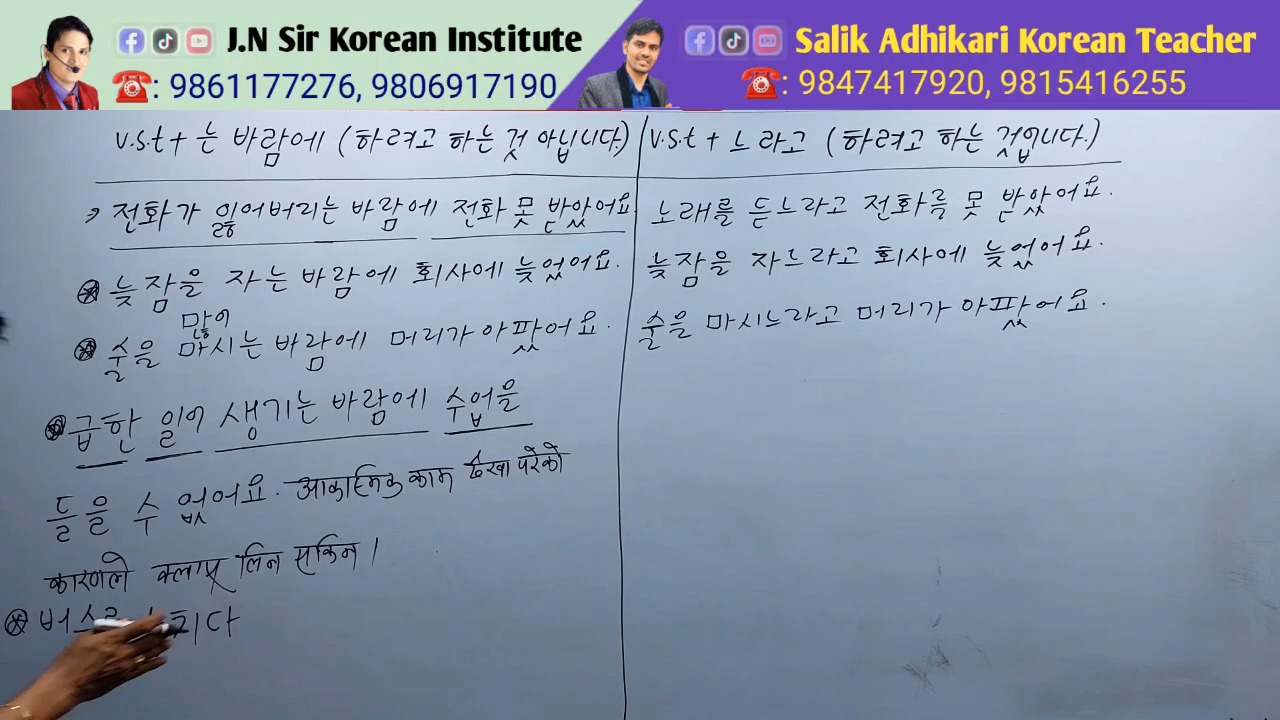 J.N Sir Korean Institute
☎: 9861177276, 9806917190
Salik Adhikari Korean Teacher
☎: 9847417920, 9815416255
v.s.t + 는 바람에 (하려고 하는 것 아닙니다.)
전화가 잃어버리는 바람에 전화 못 받았어요
늦잠을 자는 바람에 회사에 늦었어요.
많이
술을 마시는 바람에 머리가 아팠어요.
급한 일이 생기는 바람에 수업을
들을 수 없어요. आकस्मिक काम देखा परेको
कारणले क्लास लिन सकिन।
v.s.t + 느라고 (하려고 하는 것입니다.)
노래를 듣느라고 전화를 못 받았어요.
늦잠을 자느라고 회사에 늦었어요.
술을 마시느라고 머리가 아팠어요.